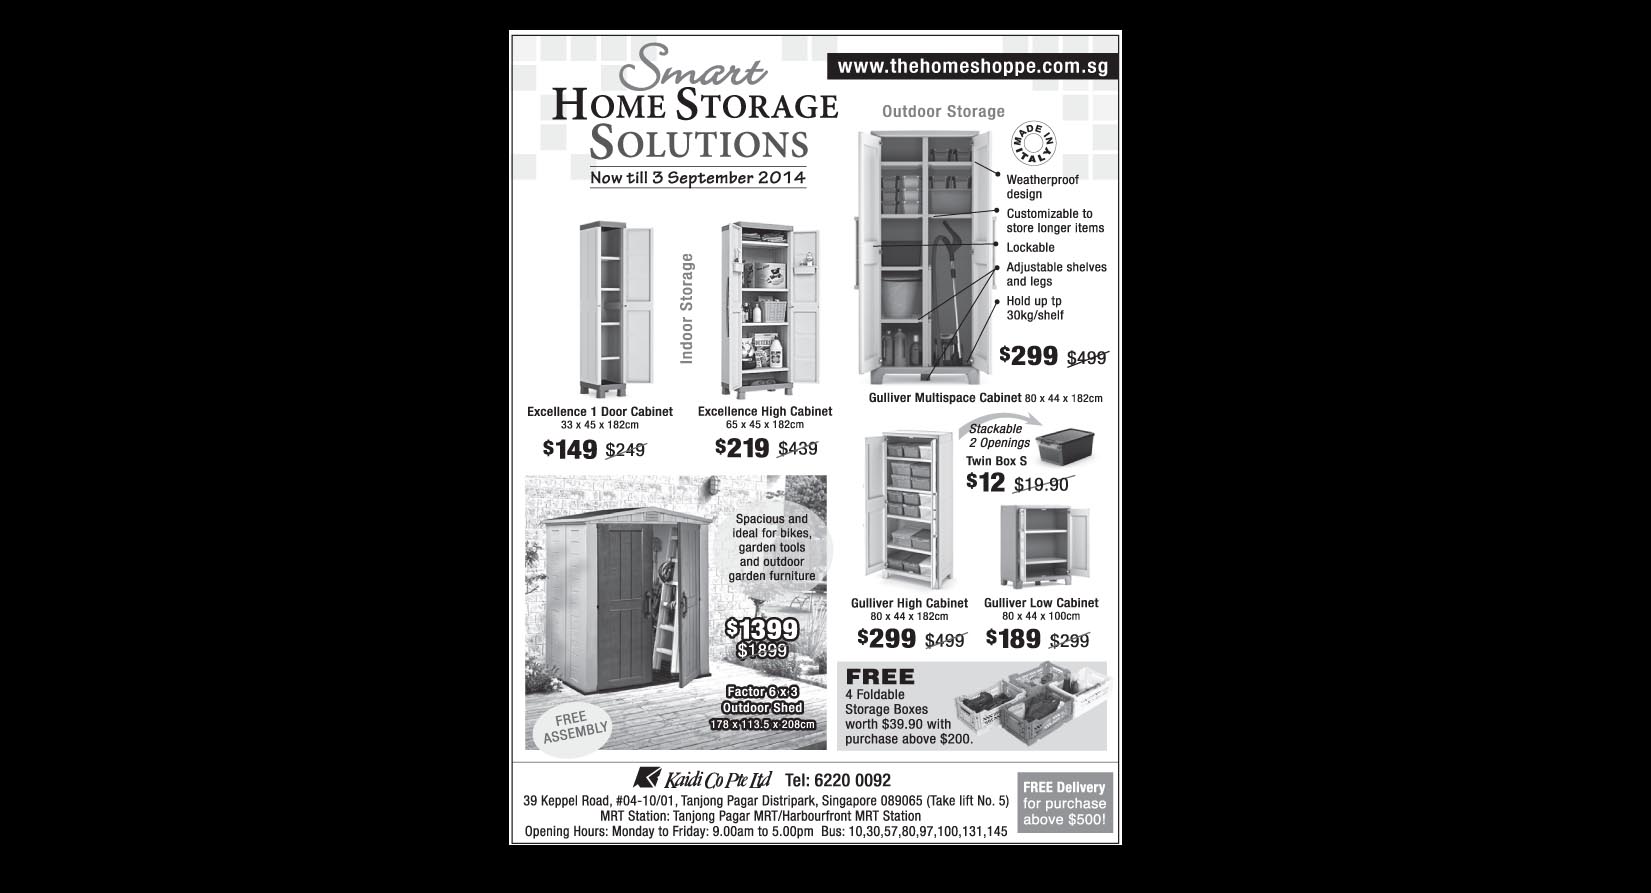 Smart
HOME STORAGE
SOLUTIONS
Now till 3 September 2014
www.thehomeshoppe.com.sg
Outdoor Storage
MADE IN ITALY
Weatherproof
design
Customizable to
store longer items
Lockable
Adjustable shelves
and legs
Hold up tp
30kg/shelf
$299 $499
Gulliver Multispace Cabinet 80 x 44 x 182cm
Indoor Storage
Excellence 1 Door Cabinet
33 x 45 x 182cm
$149 $249
Excellence High Cabinet
65 x 45 x 182cm
$219 $439
Stackable
2 Openings
Twin Box S
$12 $19.90
Gulliver High Cabinet
80 x 44 x 182cm
$299 $499
Gulliver Low Cabinet
80 x 44 x 100cm
$189 $299
Spacious and
ideal for bikes,
garden tools
and outdoor
garden furniture
$1399
$1899
Factor 6 x 3
Outdoor Shed
178 x 113.5 x 208cm
FREE
ASSEMBLY
FREE
4 Foldable
Storage Boxes
worth $39.90 with
purchase above $200.
Kaidi Co Pte Ltd Tel: 6220 0092
39 Keppel Road, #04-10/01, Tanjong Pagar Distripark, Singapore 089065 (Take lift No. 5)
MRT Station: Tanjong Pagar MRT/Harbourfront MRT Station
Opening Hours: Monday to Friday: 9.00am to 5.00pm Bus: 10,30,57,80,97,100,131,145
FREE Delivery
for purchase
above $500!